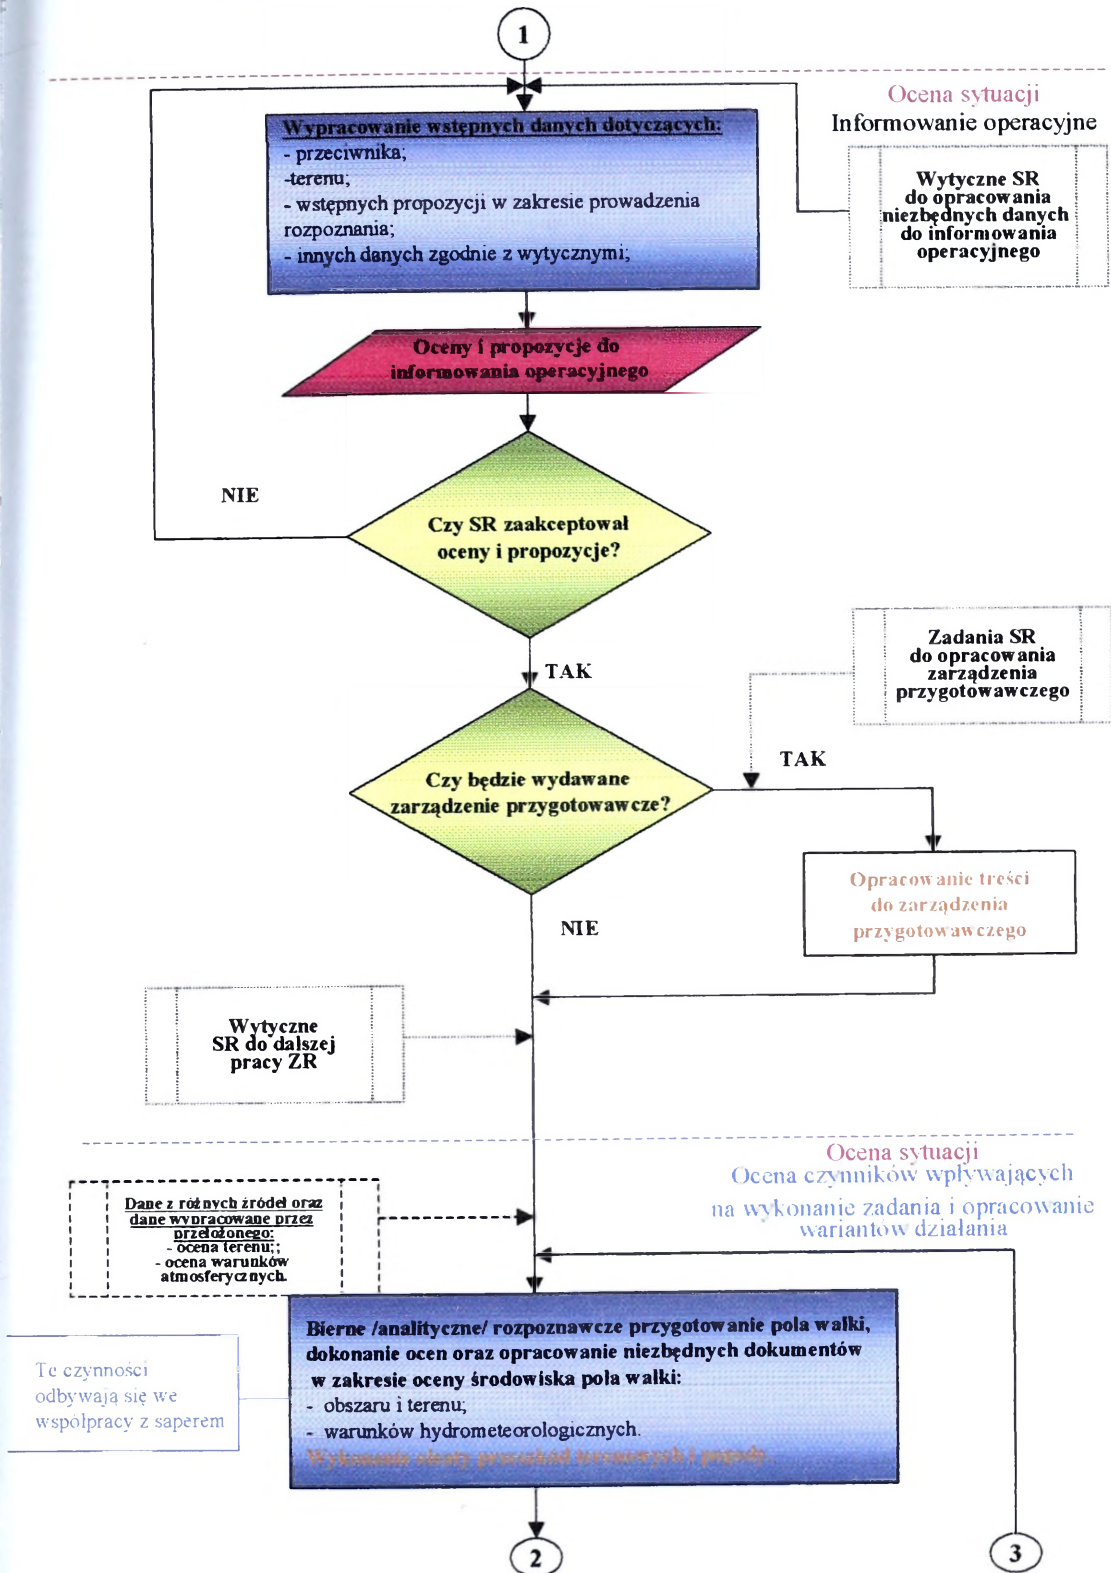 1
Ocena sytuacji
Informowanie operacyjne
Wypracowanie wstępnych danych dotyczących:
- przeciwnika;
-terenu;
- wstępnych propozycji w zakresie prowadzenia
rozpoznania;
- innych danych zgodnie z wytycznymi;
Wytyczne SR
do opracowania
niezbędnych danych
do informowania
operacyjnego
Oceny i propozycje do
informowania operacyjnego
NIE
Czy SR zaakceptował
oceny i propozycje?
TAK
Zadania SR
do opracowania
zarządzenia
przygotowawczego
TAK
Czy będzie wydawane
zarządzenie przygotowawcze?
Opracowanie treści
do zarządzenia
przygotowawczego
NIE
Wytyczne
SR do dalszej
pracy ZR
Ocena sytuacji
Ocena czynników wpływających
na wykonanie zadania i opracowanie
wariantów działania
Dane z różnych źródeł oraz
dane wypracowane przez
przełożonego:
- ocena terenu;;
- ocena warunków
atmosferycznych.
Bierne /analityczne/ rozpoznawcze przygotowanie pola walki,
dokonanie ocen oraz opracowanie niezbędnych dokumentów
w zakresie oceny środowiska pola walki:
- obszaru i terenu;
- warunków hydrometeorologicznych.
Wykonanie oleaty przeszkód terenowych i pogody.
Te czynności
odbywają się we
współpracy z saperem
2
3